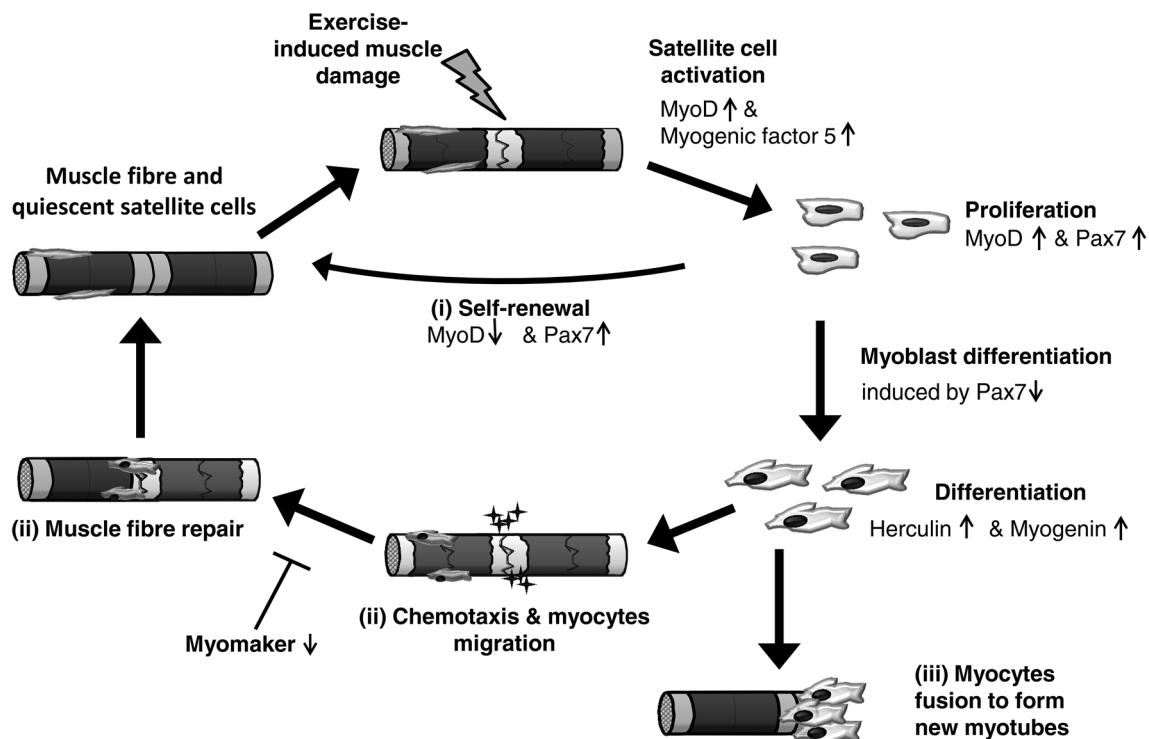 Exercise-
induced muscle
damage
Satellite cell
activation
MyoD ↑ &
Myogenic factor 5 ↑
Muscle fibre and
quiescent satellite cells
Proliferation
MyoD ↑ & Pax7 ↑
(i) Self-renewal
MyoD ↓ & Pax7 ↑
Myoblast differentiation
induced by Pax7 ↓
Differentiation
Herculin ↑ & Myogenin ↑
(ii) Muscle fibre repair
(ii) Chemotaxis & myocytes
migration
Myomaker ↓
(iii) Myocytes
fusion to form
new myotubes